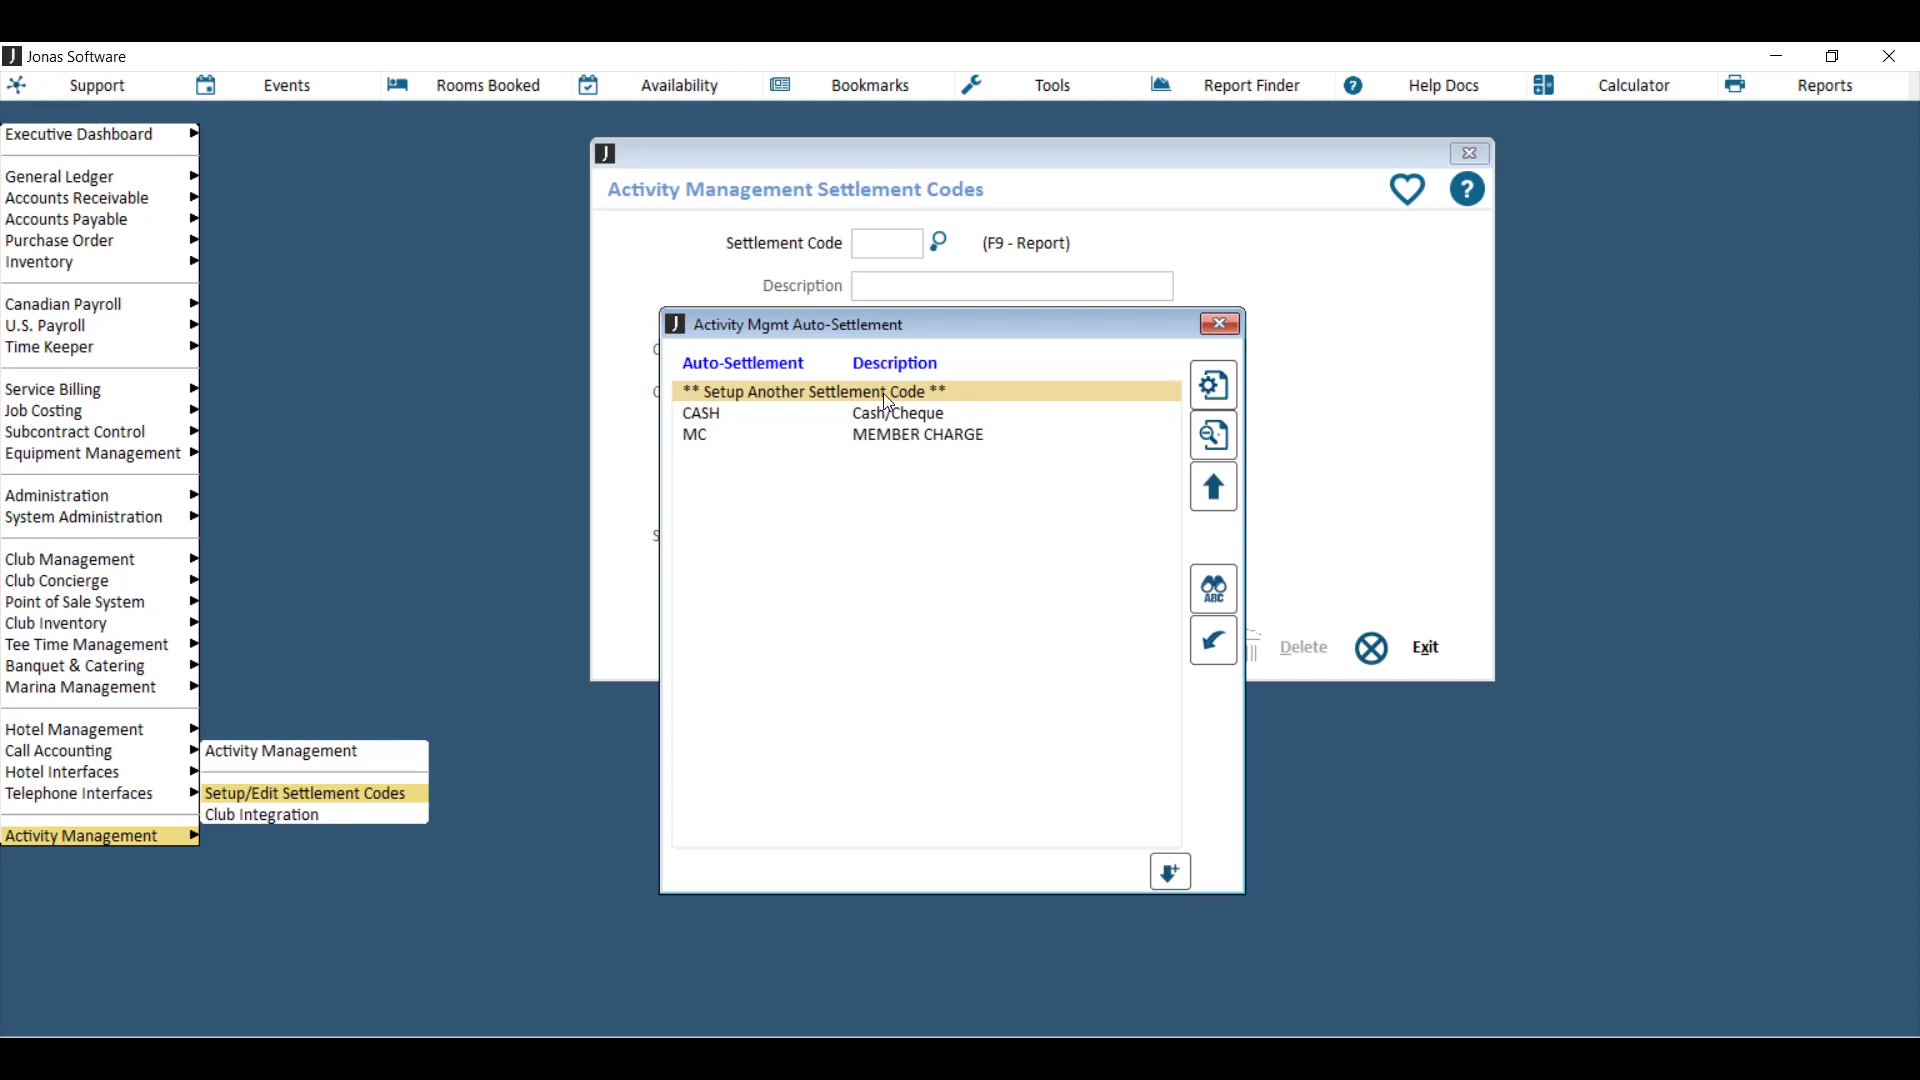 Jonas Software
Support Events Rooms Booked Availability Bookmarks Tools Report Finder Help Docs Calculator Reports
Executive Dashboard
General Ledger
Accounts Receivable
Accounts Payable
Purchase Order
Inventory
Canadian Payroll
U.S. Payroll
Time Keeper
Service Billing
Job Costing
Subcontract Control
Equipment Management
Administration
System Administration
Club Management
Club Concierge
Point of Sale System
Club Inventory
Tee Time Management
Banquet & Catering
Marina Management
Hotel Management
Call Accounting
Hotel Interfaces
Telephone Interfaces
Activity Management
Activity Management
Setup/Edit Settlement Codes
Club Integration
Activity Management Settlement Codes
Settlement Code (F9 - Report)
Description
Activity Mgmt Auto-Settlement
Auto-Settlement Description
** Setup Another Settlement Code **
CASH Cash/Cheque
MC MEMBER CHARGE
ABC
Delete Exit